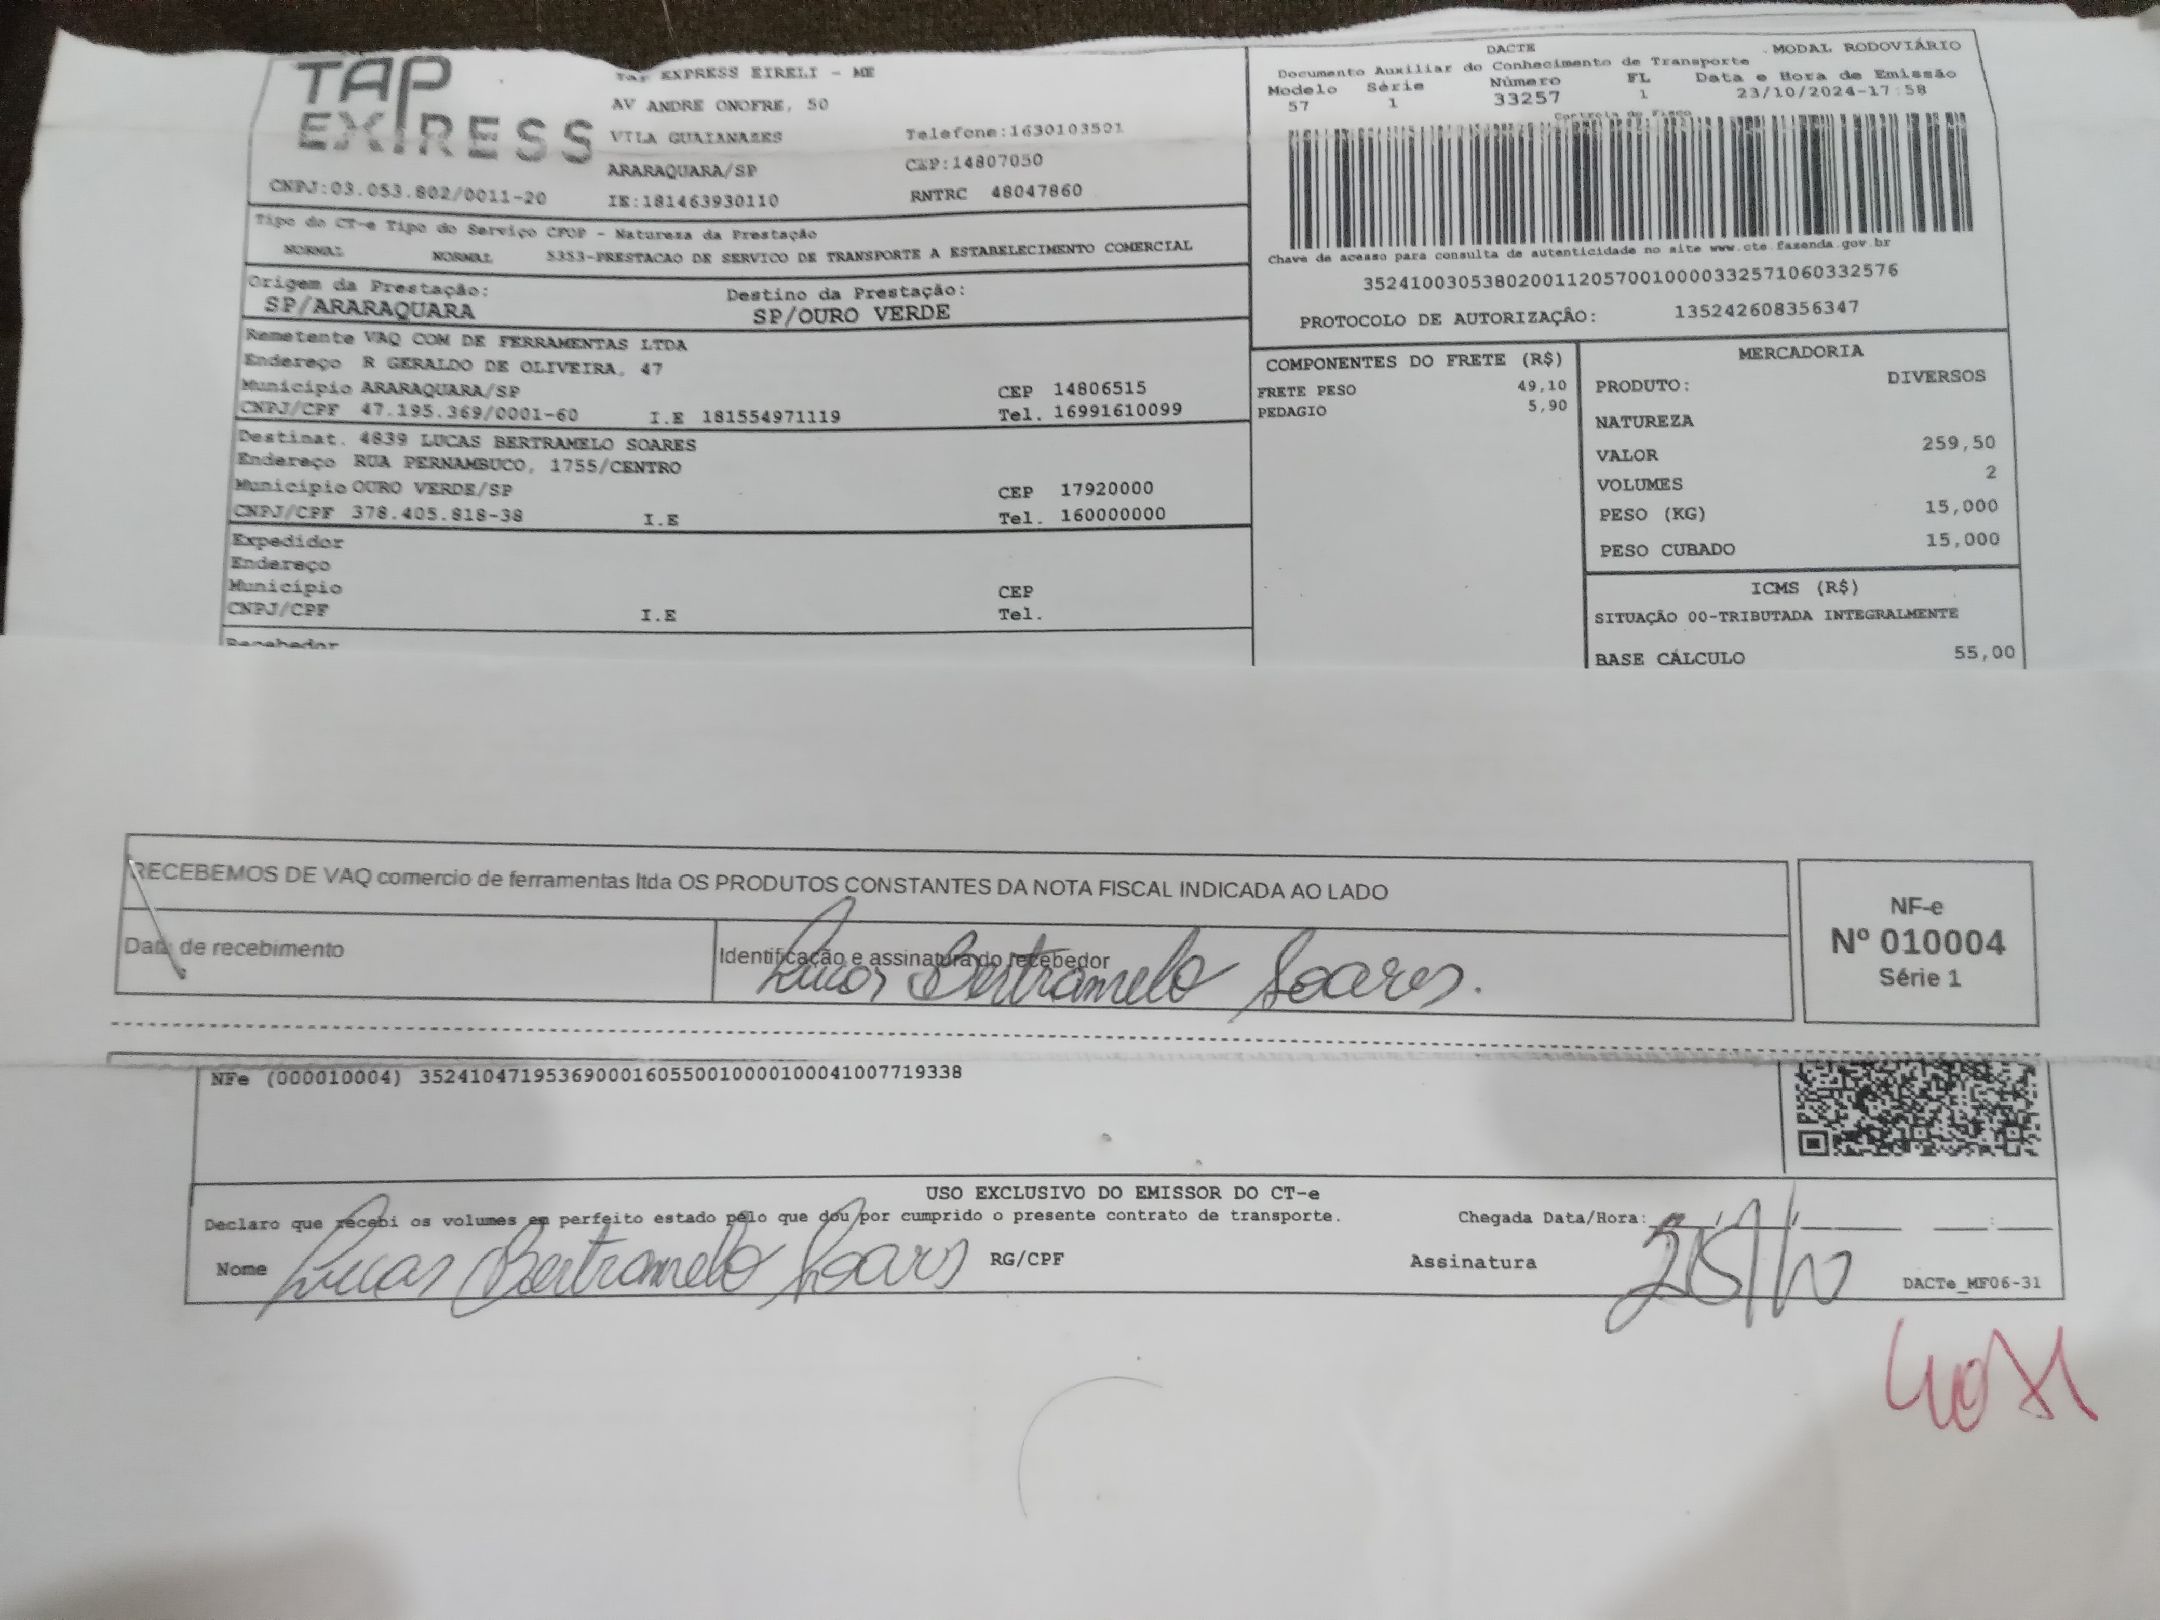 TAP
EXPRESS
Tap EXPRESS EIRELI - ME
AV ANDRE ONOFRE, 50
VILA GUAIANAZES Telefone:1630103501
ARARAQUARA/SP CEP:14807050
CNPJ:03.053.802/0011-20 IE:181463930110 RNTRC 48047860
DACTE . MODAL RODOVIÁRIO
Documento Auxiliar do Conhecimento de Transporte
Modelo Série Número FL Data e Hora de Emissão
57 1 33257 1 23/10/2024-17:58
Controle do Fisco
Chave de acesso para consulta de autenticidade no site www.cte.fazenda.gov.br
35241003053802001120570010000332571060332576
PROTOCOLO DE AUTORIZAÇÃO: 135242608356347
Tipo do CT-e Tipo do Serviço CFOP - Natureza da Prestação
NORMAL NORMAL 5353-PRESTACAO DE SERVICO DE TRANSPORTE A ESTABELECIMENTO COMERCIAL
Origem da Prestação: Destino da Prestação:
SP/ARARAQUARA SP/OURO VERDE
Remetente VAQ COM DE FERRAMENTAS LTDA
Endereço R GERALDO DE OLIVEIRA, 47
Município ARARAQUARA/SP CEP 14806515
CNPJ/CPF 47.195.369/0001-60 I.E 181554971119 Tel. 16991610099
Destinat. 4839 LUCAS BERTRAMELO SOARES
Endereço RUA PERNAMBUCO, 1755/CENTRO
Município OURO VERDE/SP CEP 17920000
CNPJ/CPF 378.405.818-38 I.E Tel. 160000000
Expedidor
Endereço
Município CEP
CNPJ/CPF I.E Tel.
Recebedor
COMPONENTES DO FRETE (R$)
FRETE PESO 49,10
PEDAGIO 5,90
MERCADORIA
PRODUTO: DIVERSOS
NATUREZA
VALOR 259,50
VOLUMES 2
PESO (KG) 15,000
PESO CUBADO 15,000
ICMS (R$)
SITUAÇÃO 00-TRIBUTADA INTEGRALMENTE
BASE CÁLCULO 55,00
RECEBEMOS DE VAQ comercio de ferramentas ltda OS PRODUTOS CONSTANTES DA NOTA FISCAL INDICADA AO LADO
Data de recebimento
Identificação e assinatura do recebedor
Lucas Bertramelo Soares.
NF-e
Nº 010004
Série 1
NFe (000010004) 35241047195369000160550010000100041007719338
USO EXCLUSIVO DO EMISSOR DO CT-e
Declaro que recebi os volumes em perfeito estado pelo que dou por cumprido o presente contrato de transporte. Chegada Data/Hora: / / :
Nome Lucas Bertramelo Soares RG/CPF Assinatura
DACTe_MF06-31